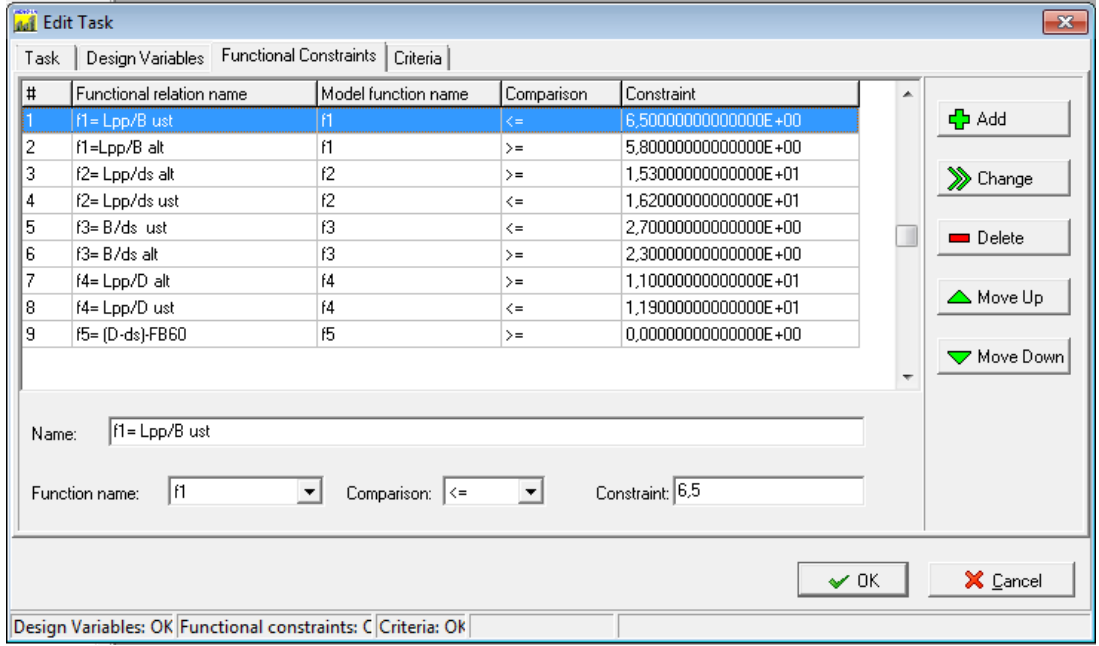 Edit Task
Task Design Variables Functional Constraints Criteria
# Functional relation name Model function name Comparison Constraint
1 f1= Lpp/B ust f1 <= 6,50000000000000E+00
2 f1=Lpp/B alt f1 >= 5,80000000000000E+00
3 f2= Lpp/ds alt f2 >= 1,53000000000000E+01
4 f2= Lpp/ds ust f2 <= 1,62000000000000E+01
5 f3= B/ds  ust f3 <= 2,70000000000000E+00
6 f3= B/ds alt f3 >= 2,30000000000000E+00
7 f4= Lpp/D alt f4 >= 1,10000000000000E+01
8 f4= Lpp/D ust f4 <= 1,19000000000000E+01
9 f5= (D-ds)-FB60 f5 >= 0,00000000000000E+00
Add
Change
Delete
Move Up
Move Down
Name: f1= Lpp/B ust
Function name: f1 Comparison: <= Constraint: 6,5
OK Cancel
Design Variables: OK Functional constraints: C Criteria: OK